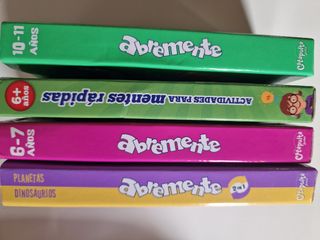 10-11
AÑOS
abremente
Catapulta
6+
años
ACTIVIDADES PARA mentes rápidas
6-7
AÑOS
abremente
Catapulta
PLANETAS
DINOSAURIOS
abremente
2 en 1
Catapulta